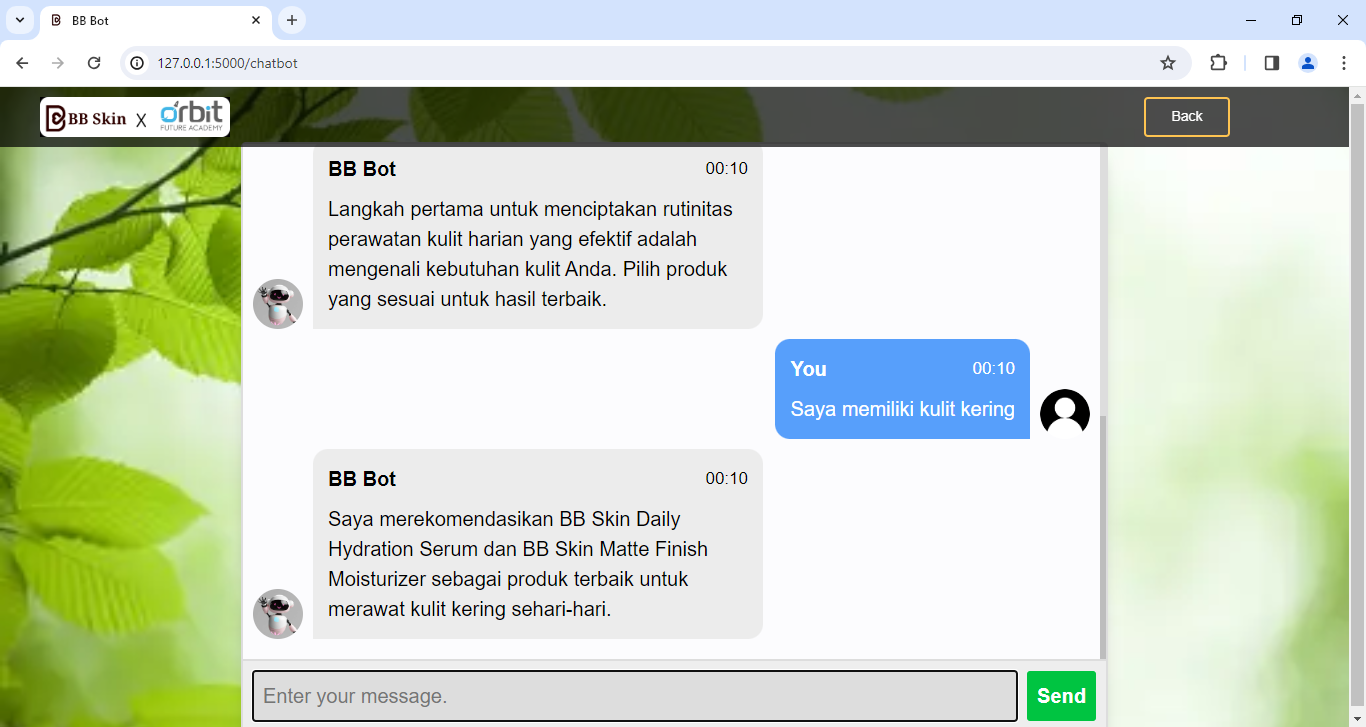 BB Bot
127.0.0.1:5000/chatbot
BB Skin X Orbit
FUTURE ACADEMY
Back
BB Bot 00:10
Langkah pertama untuk menciptakan rutinitas
perawatan kulit harian yang efektif adalah
mengenali kebutuhan kulit Anda. Pilih produk
yang sesuai untuk hasil terbaik.
You 00:10
Saya memiliki kulit kering
BB Bot 00:10
Saya merekomendasikan BB Skin Daily
Hydration Serum dan BB Skin Matte Finish
Moisturizer sebagai produk terbaik untuk
merawat kulit kering sehari-hari.
Enter your message.
Send